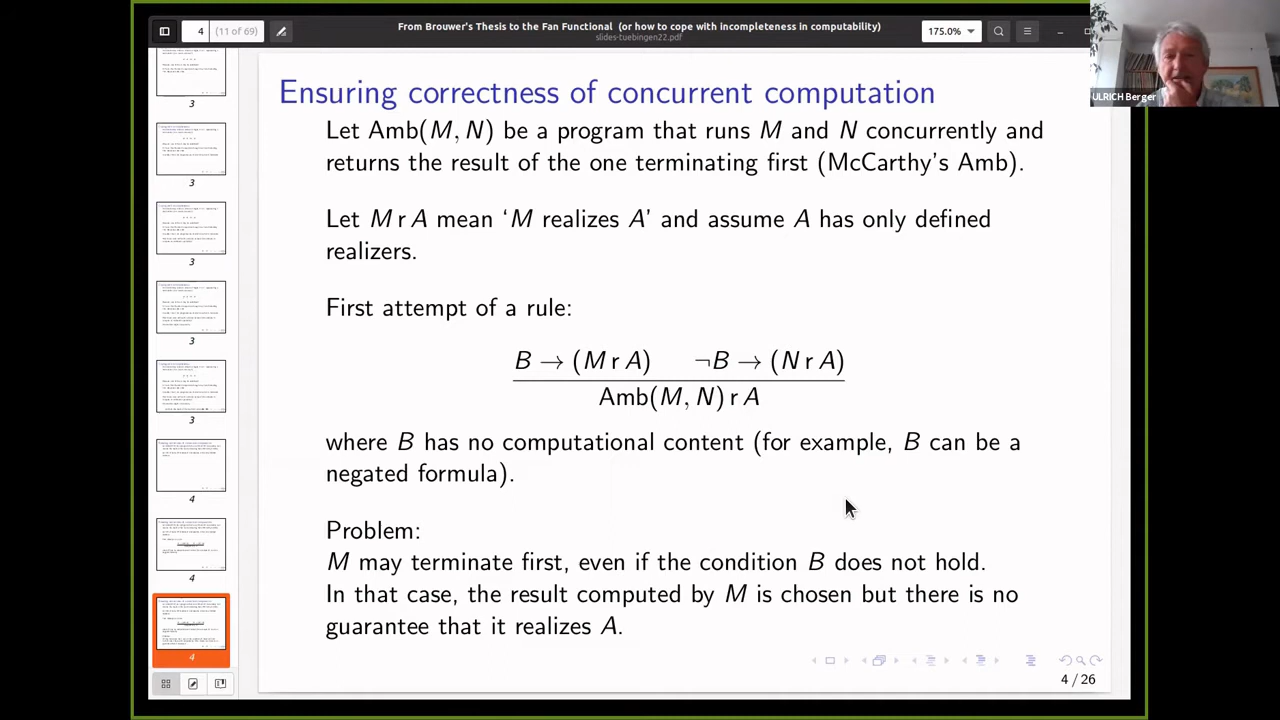 4 (11 of 69)
From Brouwer's Thesis to the Fan Functional (or how to cope with incompleteness in computability)
slides-tuebingen22.pdf
175.0%
ULRICH Berger
Ensuring correctness of concurrent computation
Let Amb(M, N) be a program that runs M and N concurrently and
returns the result of the one terminating first (McCarthy's Amb).
Let M r A mean ‘M realizes A’ and assume A has only defined
realizers.
First attempt of a rule:
B → (M r A) ¬B → (N r A)
Amb(M, N) r A
where B has no computational content (for example, B can be a
negated formula).
Problem:
M may terminate first, even if the condition B does not hold.
In that case, the result computed by M is chosen but there is no
guarantee that it realizes A.
4 / 26
3
3
3
3
3
4
4
4